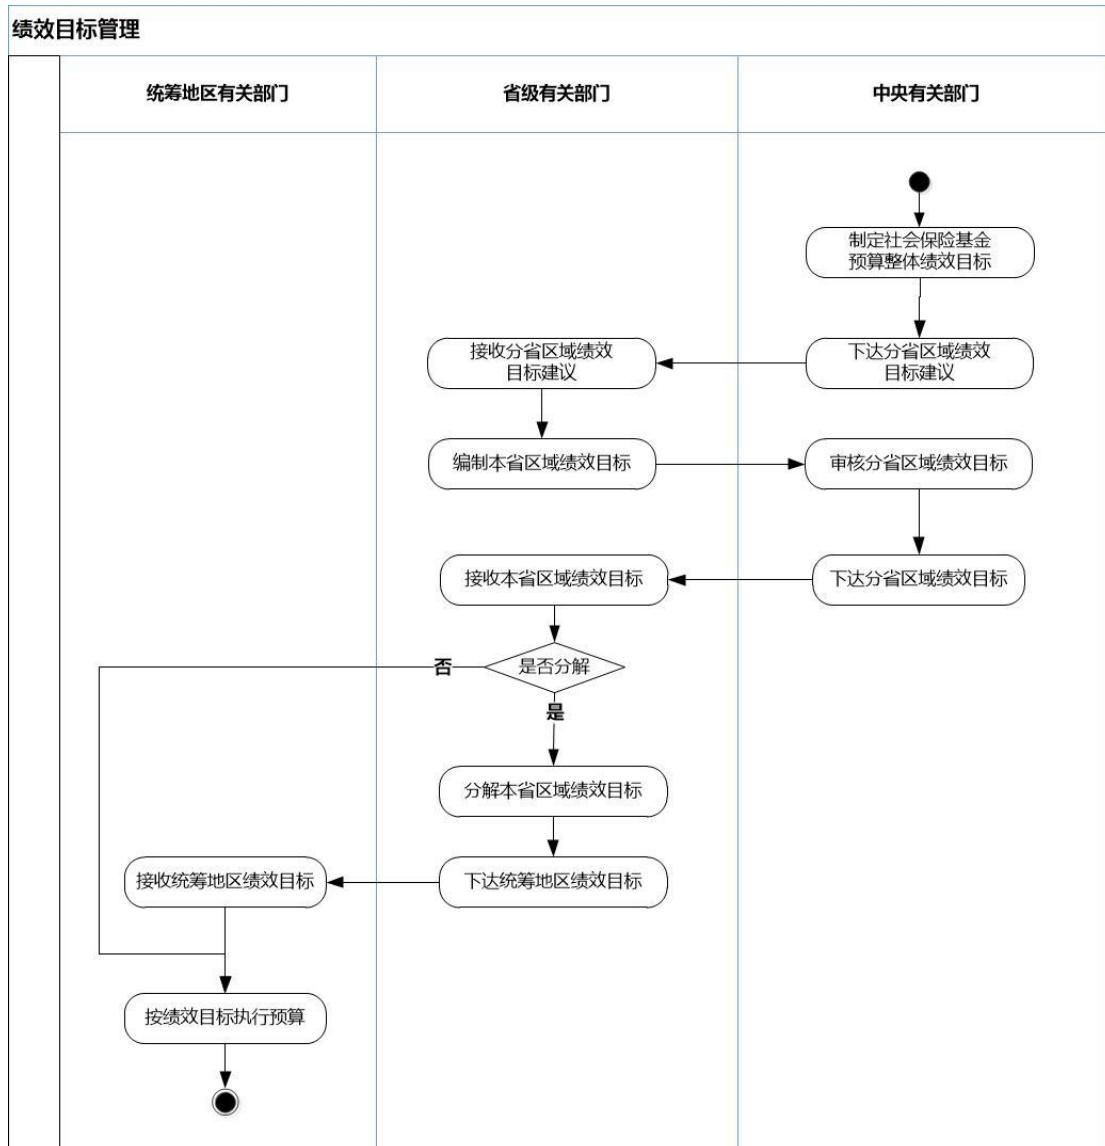 绩效目标管理
统筹地区有关部门
省级有关部门
中央有关部门
制定社会保险基金
预算整体绩效目标
接收分省区域绩效
目标建议
下达分省区域绩效
目标建议
编制本省区域绩效目标
审核分省区域绩效目标
接收本省区域绩效目标
下达分省区域绩效目标
否
是否分解
是
分解本省区域绩效目标
接收统筹地区绩效目标
下达统筹地区绩效目标
按绩效目标执行预算